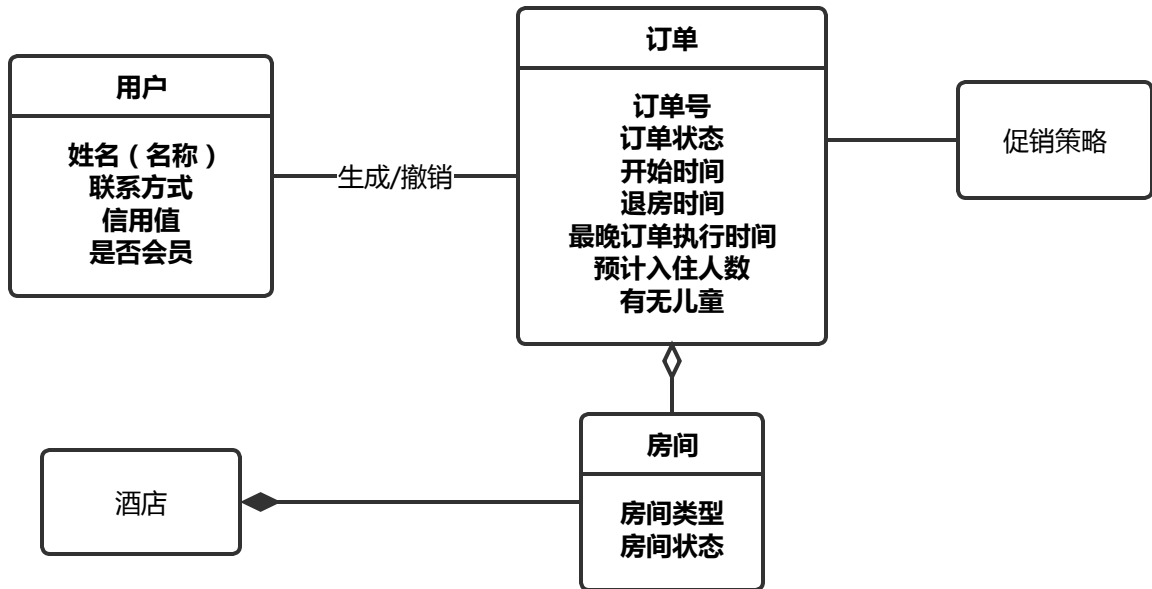 用户
姓名（名称）
联系方式
信用值
是否会员
生成/撤销
订单
订单号
订单状态
开始时间
退房时间
最晚订单执行时间
预计入住人数
有无儿童
促销策略
酒店
房间
房间类型
房间状态